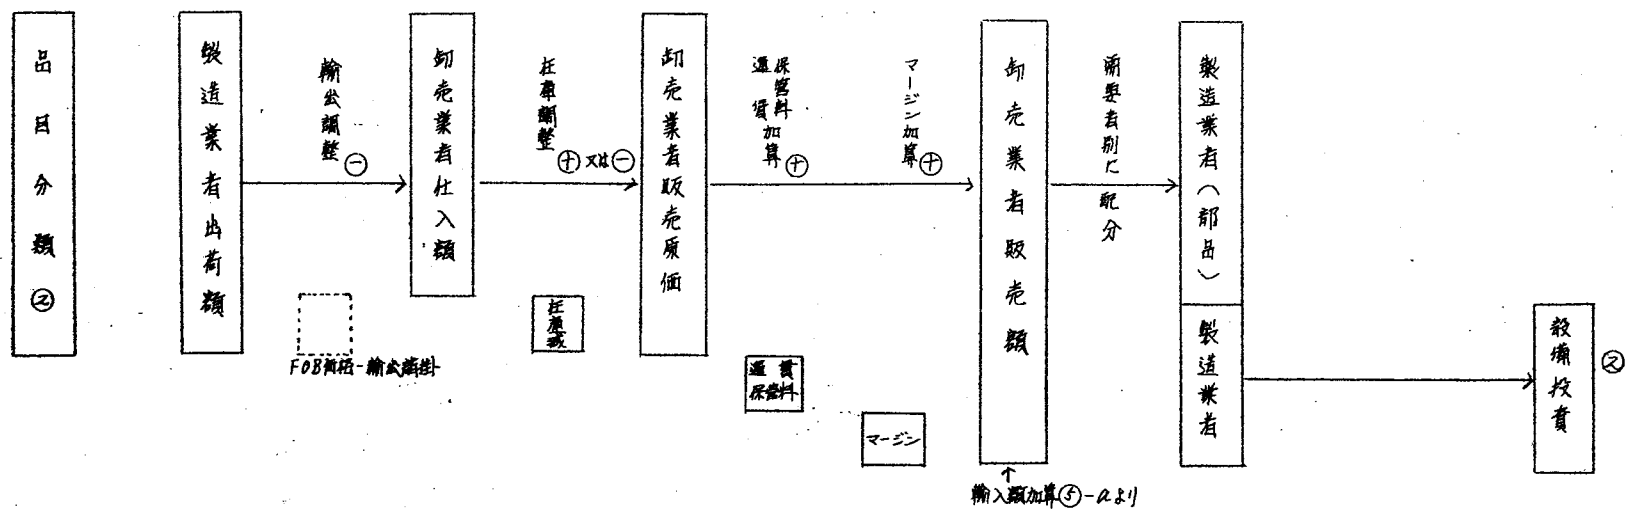 品目分類②
製造業者出荷額
輸出調整㊀
FOB価格-輸出諸掛
卸売業者仕入額
在庫調整
⊕又は㊀
在庫減
卸売業者販売原価
運賃
保管料
加算⊕
運賃
保管料
マージン加算⊕
マージン
卸売業者販売額
↑
輸入額加算⑤-aより
需要者別に配分
製造業者(部品)
製造業者
設備投資
②